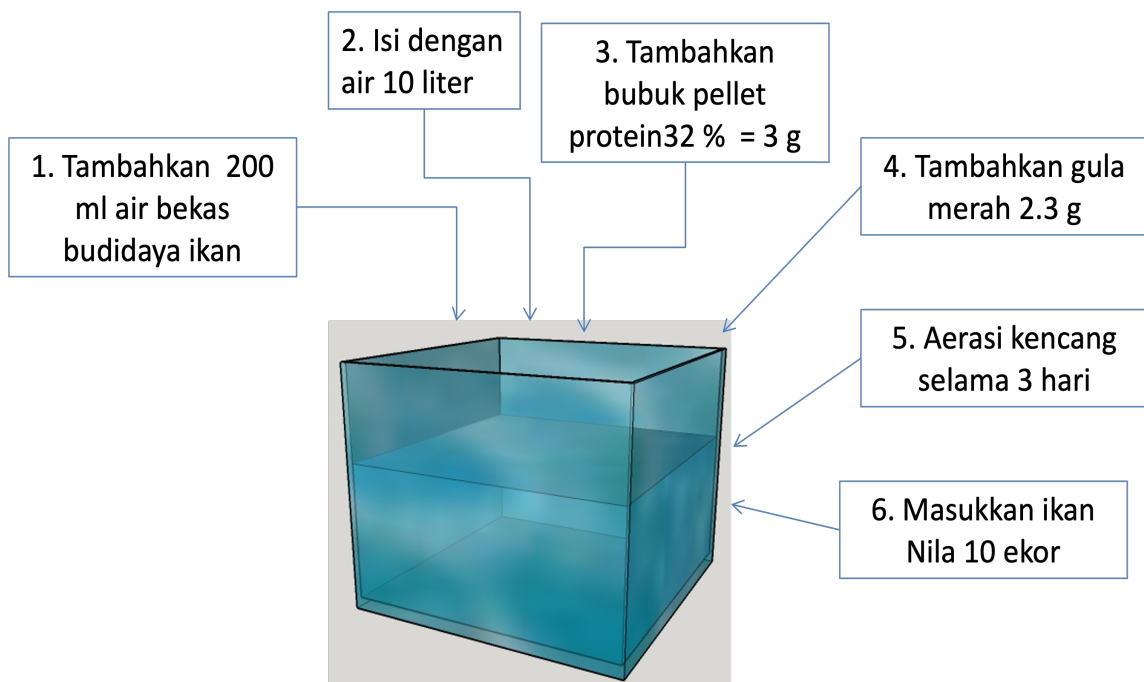 1. Tambahkan  200
ml air bekas
budidaya ikan
2. Isi dengan
air 10 liter
3. Tambahkan
bubuk pellet
protein32 %  = 3 g
4. Tambahkan gula
merah 2.3 g
5. Aerasi kencang
selama 3 hari
6. Masukkan ikan
Nila 10 ekor